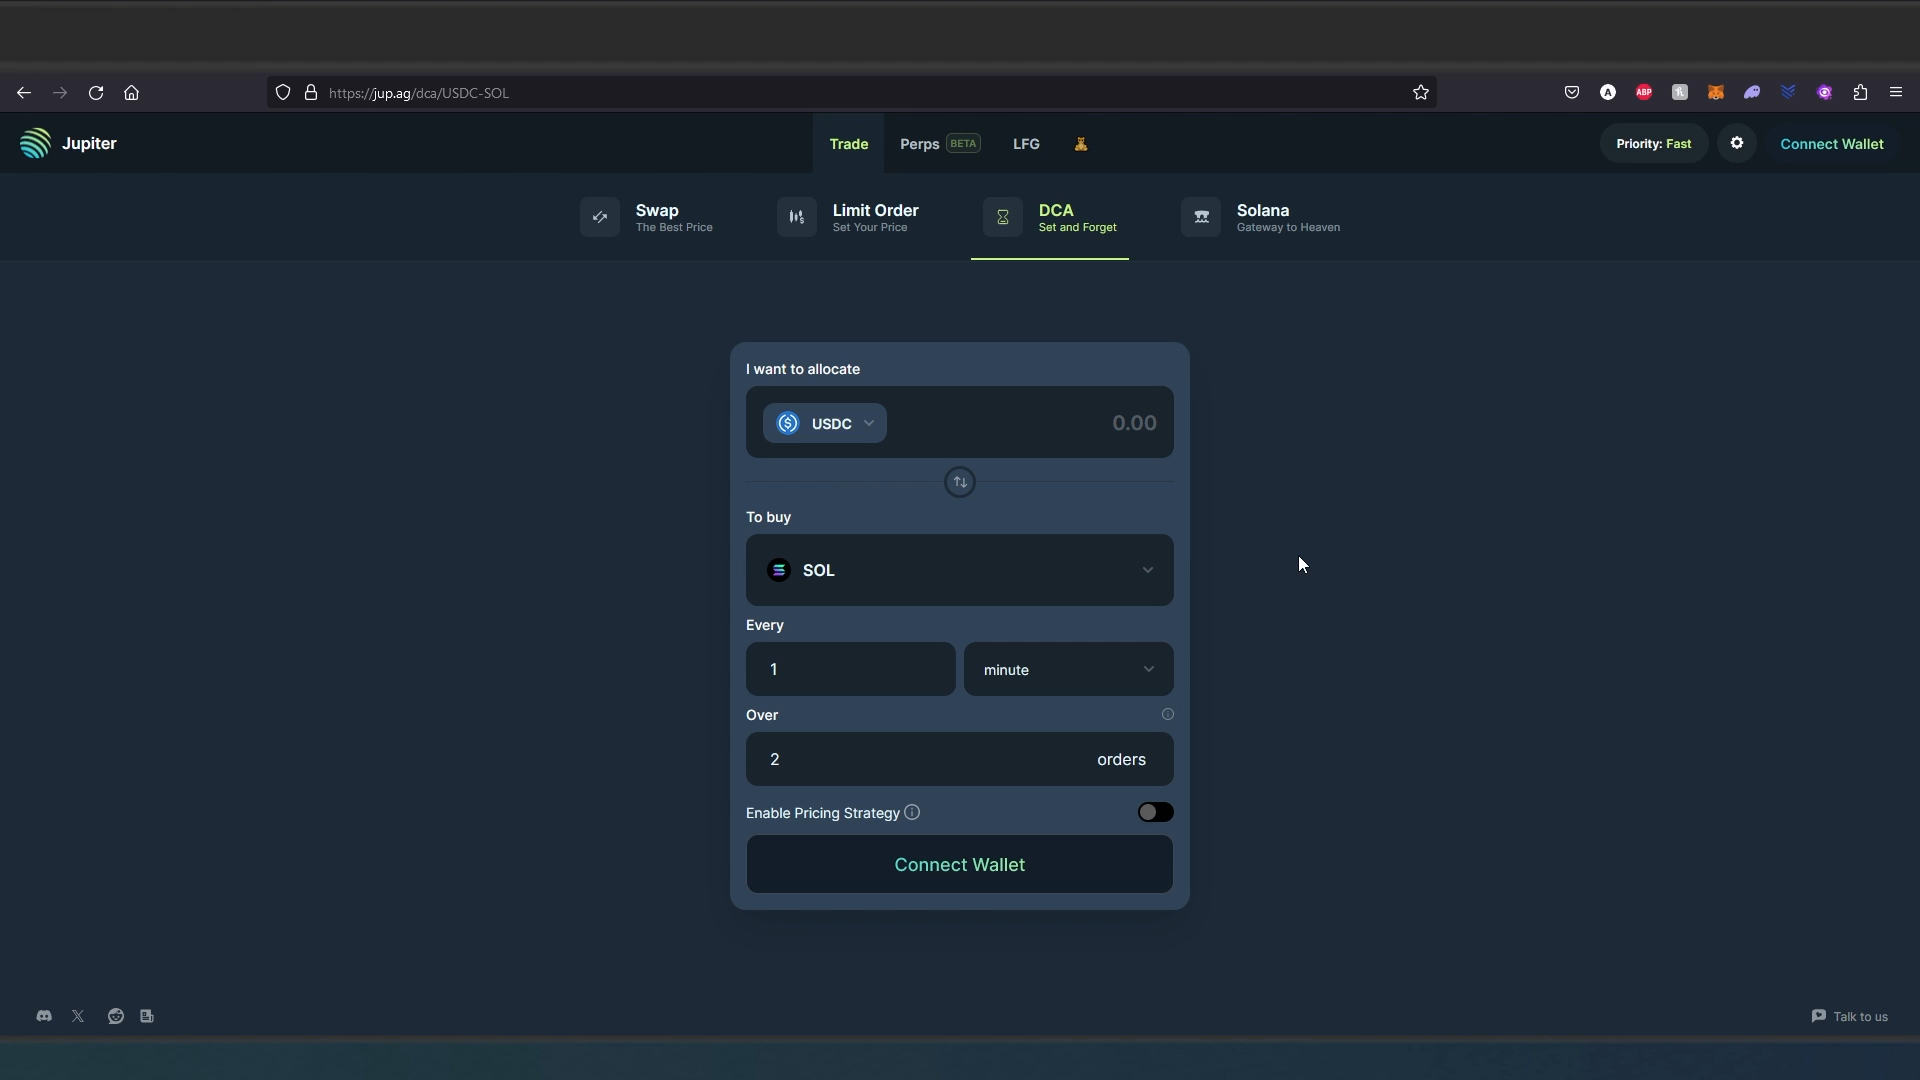 https://jup.ag/dca/USDC-SOL
ABP
Jupiter
Trade
Perps BETA
LFG
Priority: Fast
Connect Wallet
Swap
The Best Price
Limit Order
Set Your Price
DCA
Set and Forget
Solana
Gateway to Heaven
I want to allocate
USDC 0.00
To buy
SOL
Every
1 minute
Over
2 orders
Enable Pricing Strategy
Connect Wallet
Talk to us